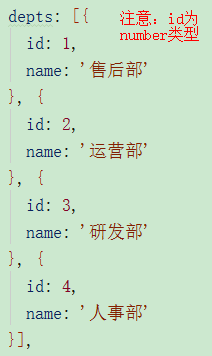 depts: [{
注意：id为
number类型
id: 1,
name: '售后部'
}, {
id: 2,
name: '运营部'
}, {
id: 3,
name: '研发部'
}, {
id: 4,
name: '人事部'
}],